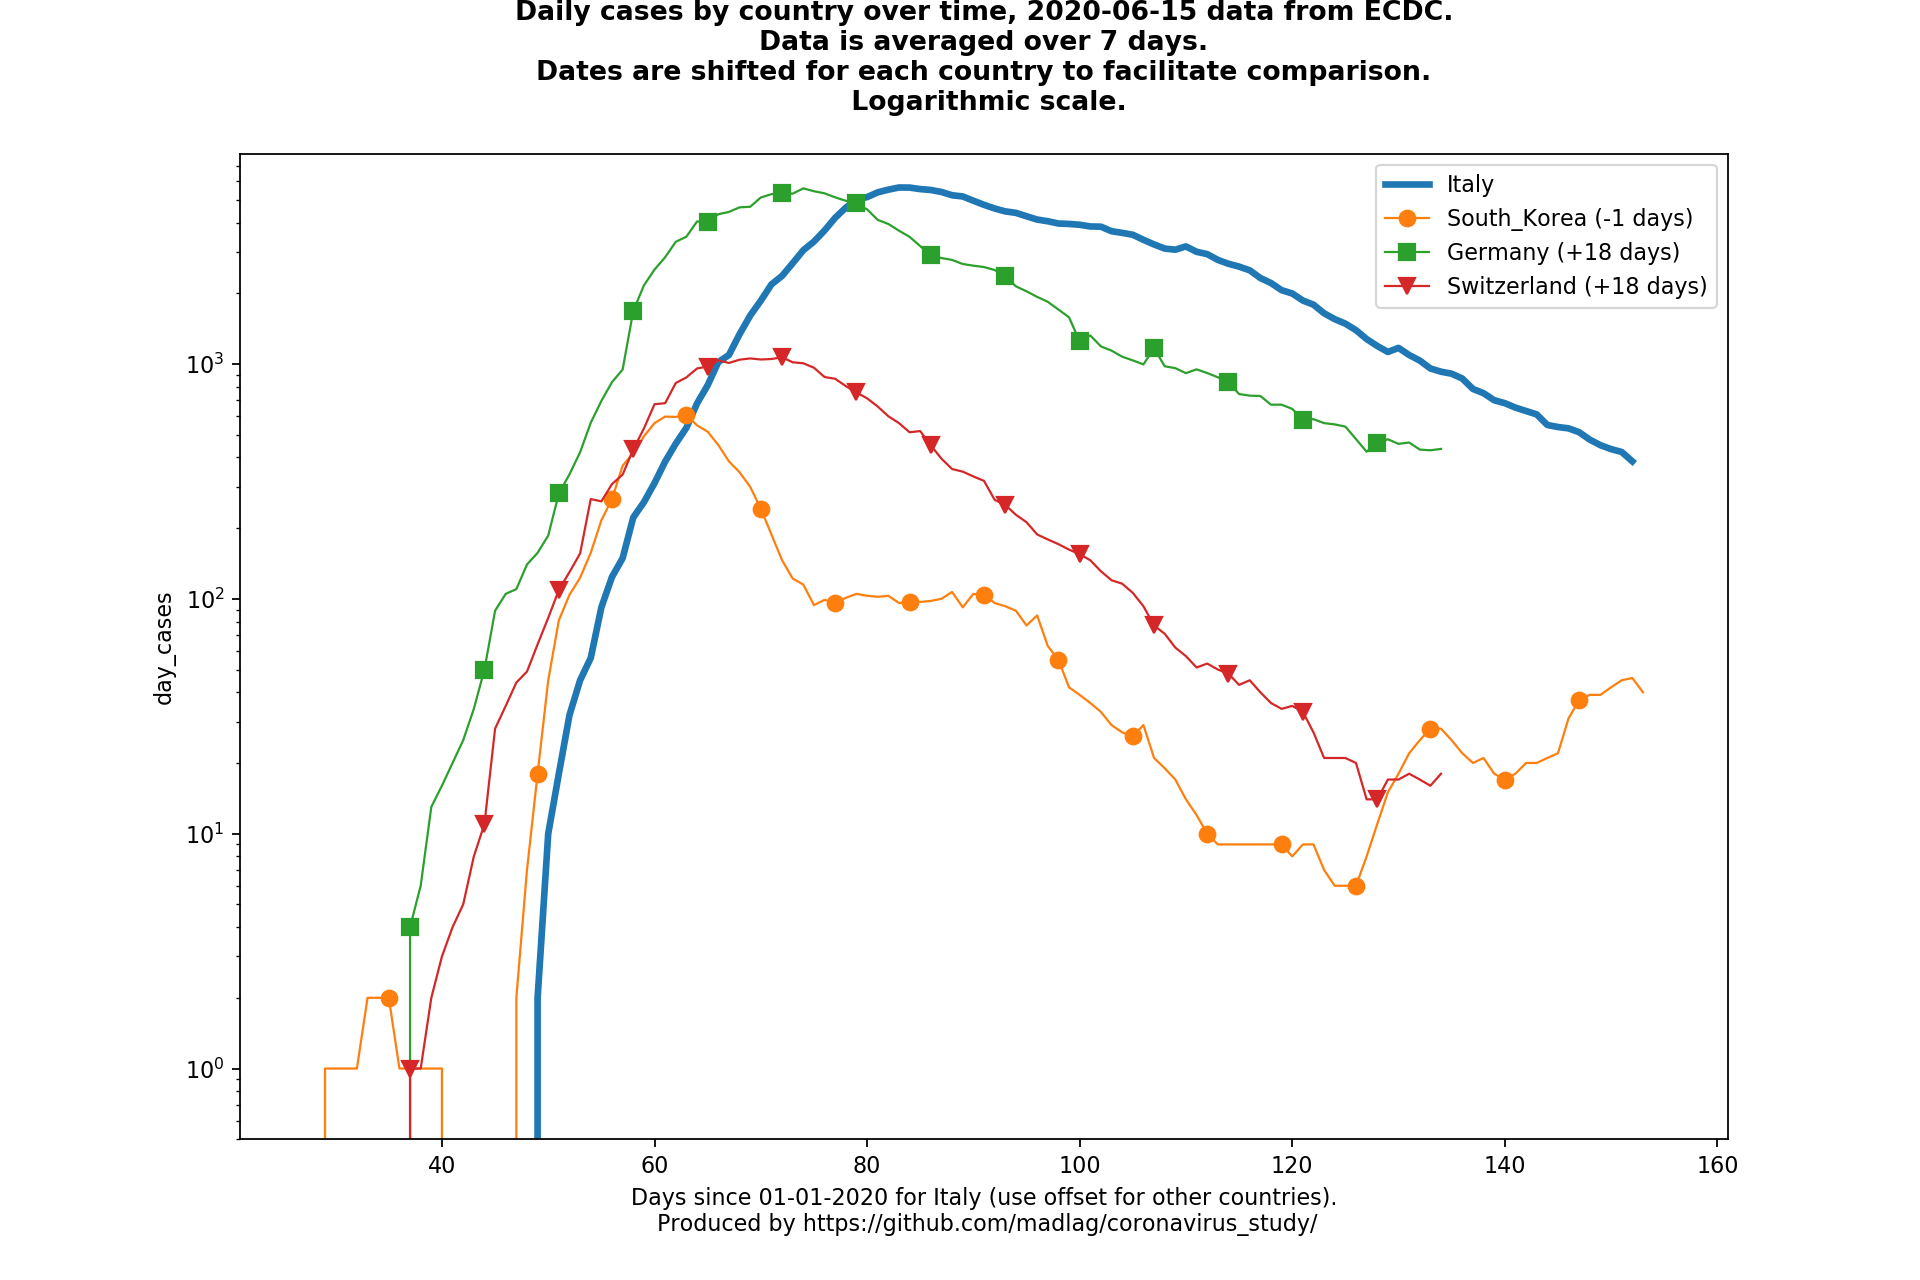 Daily cases by country over time, 2020-06-15 data from ECDC.
Data is averaged over 7 days.
Dates are shifted for each country to facilitate comparison.
Logarithmic scale.
Italy
South_Korea (-1 days)
Germany (+18 days)
Switzerland (+18 days)
day_cases
10³
10²
10¹
10⁰
40 60 80 100 120 140 160
Days since 01-01-2020 for Italy (use offset for other countries).
Produced by https://github.com/madlag/coronavirus_study/